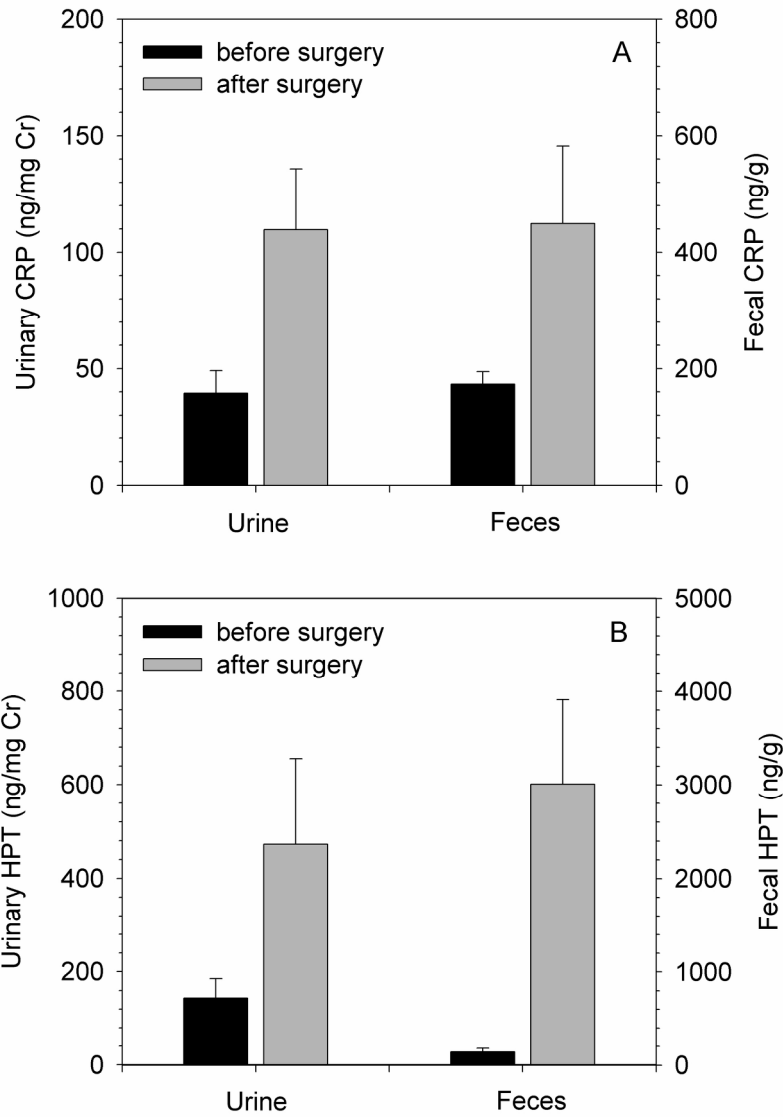 200
150
100
50
0
Urinary CRP (ng/mg Cr)
before surgery
after surgery
A
800
600
400
200
0
Fecal CRP (ng/g)
Urine
Feces
1000
800
600
400
200
0
Urinary HPT (ng/mg Cr)
before surgery
after surgery
B
5000
4000
3000
2000
1000
0
Fecal HPT (ng/g)
Urine
Feces